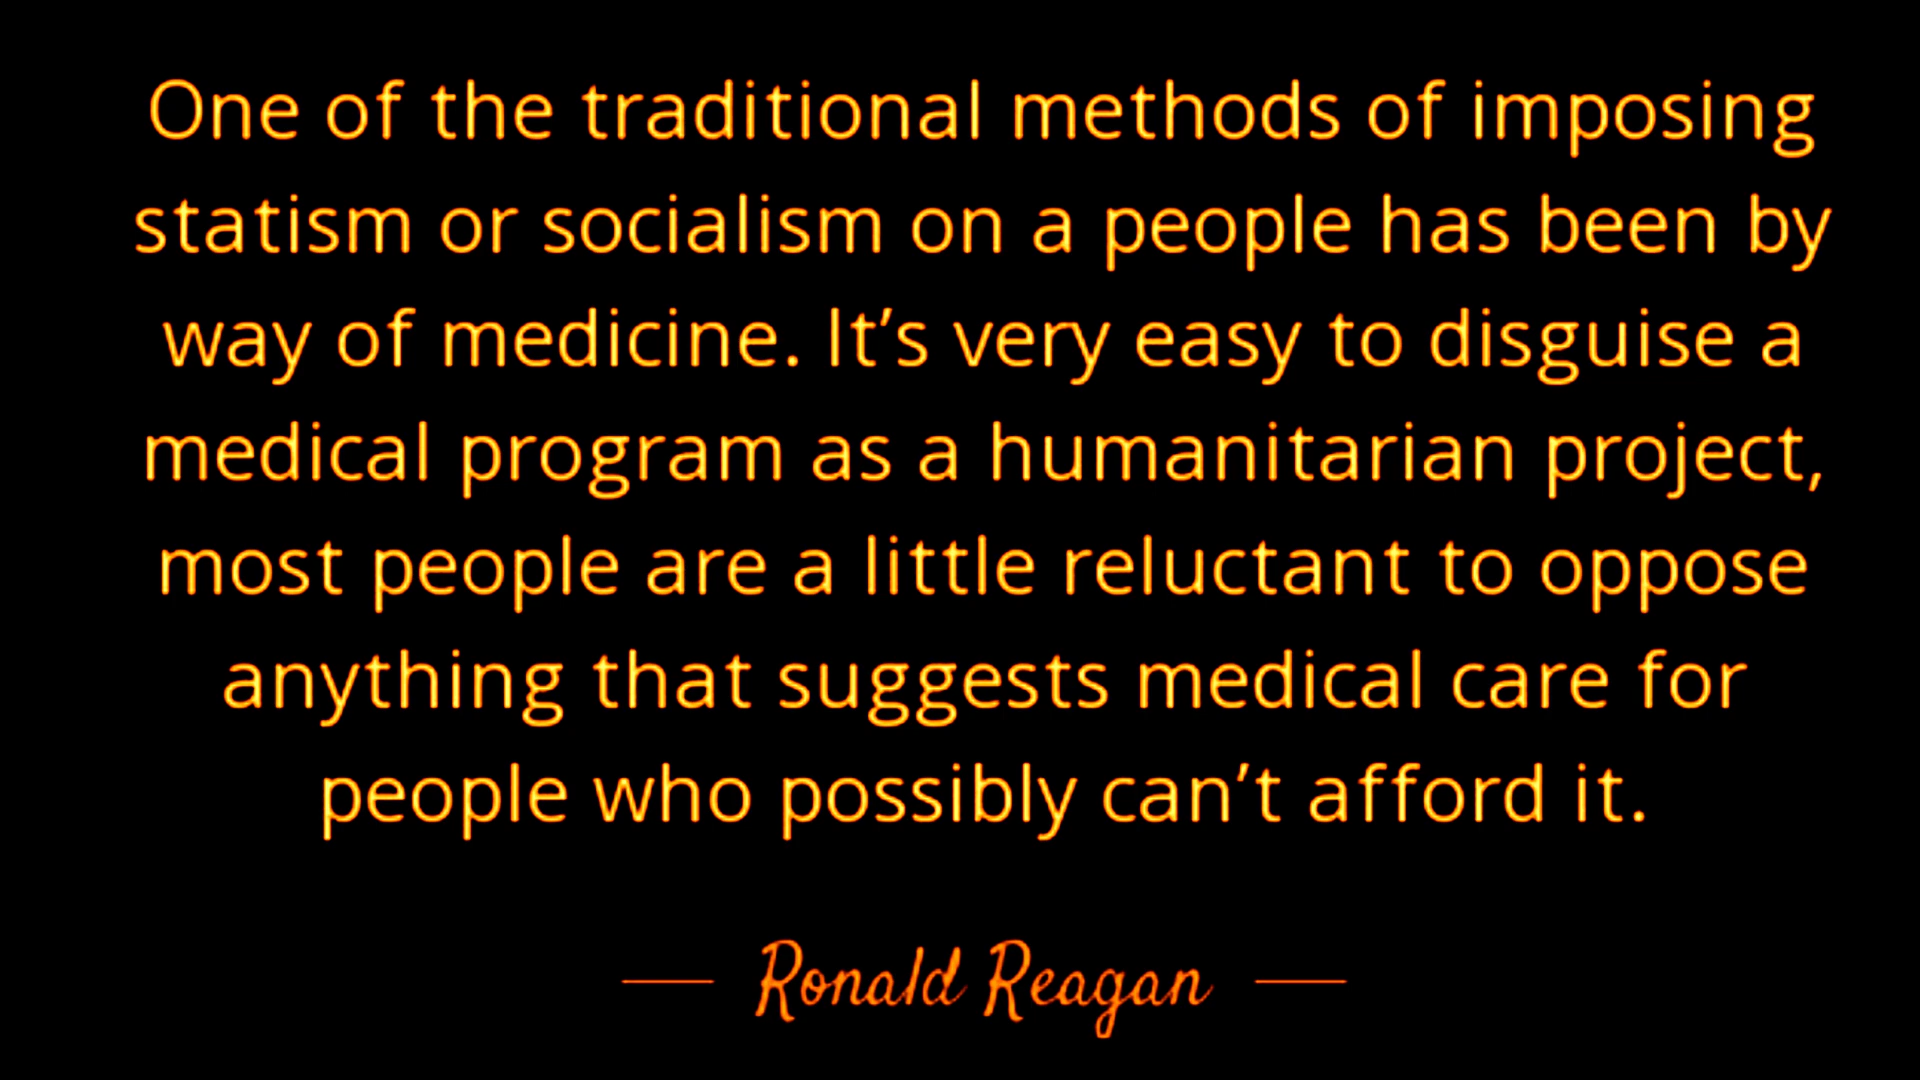 One of the traditional methods of imposing
statism or socialism on a people has been by
way of medicine. It’s very easy to disguise a
medical program as a humanitarian project,
most people are a little reluctant to oppose
anything that suggests medical care for
people who possibly can’t afford it.
Ronald Reagan